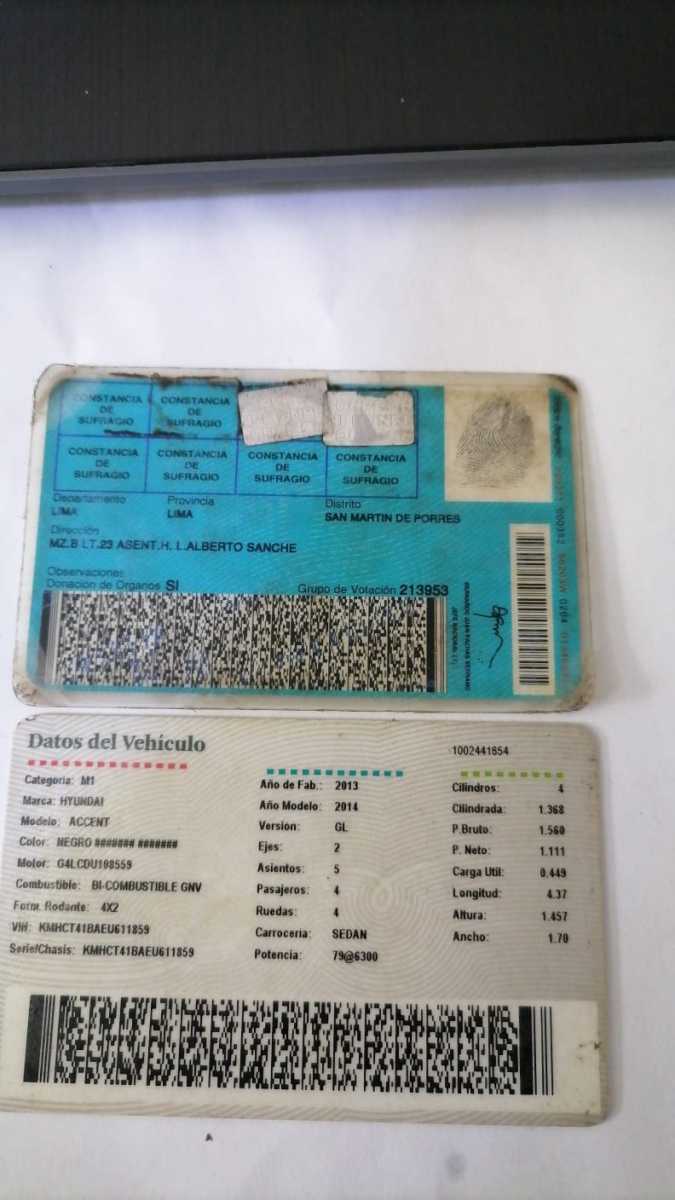 CONSTANCIA DE SUFRAGIO
CONSTANCIA DE SUFRAGIO
CONSTANCIA DE SUFRAGIO
CONSTANCIA DE SUFRAGIO
CONSTANCIA DE SUFRAGIO
CONSTANCIA DE SUFRAGIO
Departamento Provincia Distrito
LIMA LIMA SAN MARTIN DE PORRES
Dirección
MZ.B LT.23 ASENT.H. I.ALBERTO SANCHE
Observaciones
Donación de Organos SI Grupo de Votación 213953
Datos del Vehículo
1002441654
Categoria: M1
Marca: HYUNDAI
Modelo: ACCENT
Color: NEGRO ####### #######
Motor: G4LCDU198559
Combustible: BI-COMBUSTIBLE GNV
Form. Rodante: 4X2
VIN: KMHCT41BAEU611859
Serie/Chasis: KMHCT41BAEU611859
Año de Fab.: 2013
Año Modelo: 2014
Version: GL
Ejes: 2
Asientos: 5
Pasajeros: 4
Ruedas: 4
Carroceria: SEDAN
Potencia: 79@6300
Cilindros: 4
Cilindrada: 1.368
P.Bruto: 1.560
P. Neto: 1.111
Carga Util: 0.449
Longitud: 4.37
Altura: 1.457
Ancho: 1.70